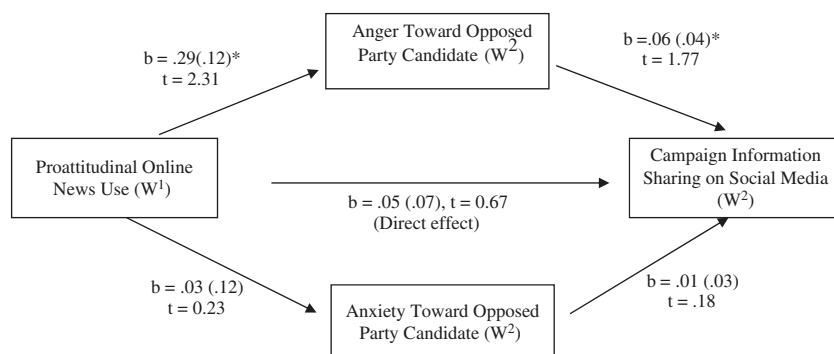 Anger Toward Opposed
Party Candidate (W²)
b = .29(.12)*
t = 2.31
b =.06 (.04)*
t = 1.77
Proattitudinal Online
News Use (W¹)
Campaign Information
Sharing on Social Media
(W²)
b = .05 (.07), t = 0.67
(Direct effect)
b = .03 (.12)
t = 0.23
b = .01 (.03)
t = .18
Anxiety Toward Opposed
Party Candidate (W²)